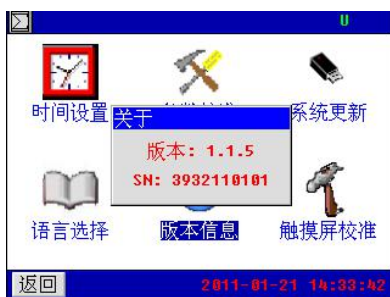 Σ
U
时间设置
系统更新
关于
版本: 1.1.5
SN: 3932110101
语言选择
版本信息
触摸屏校准
返回
2011-01-21 14:33:42